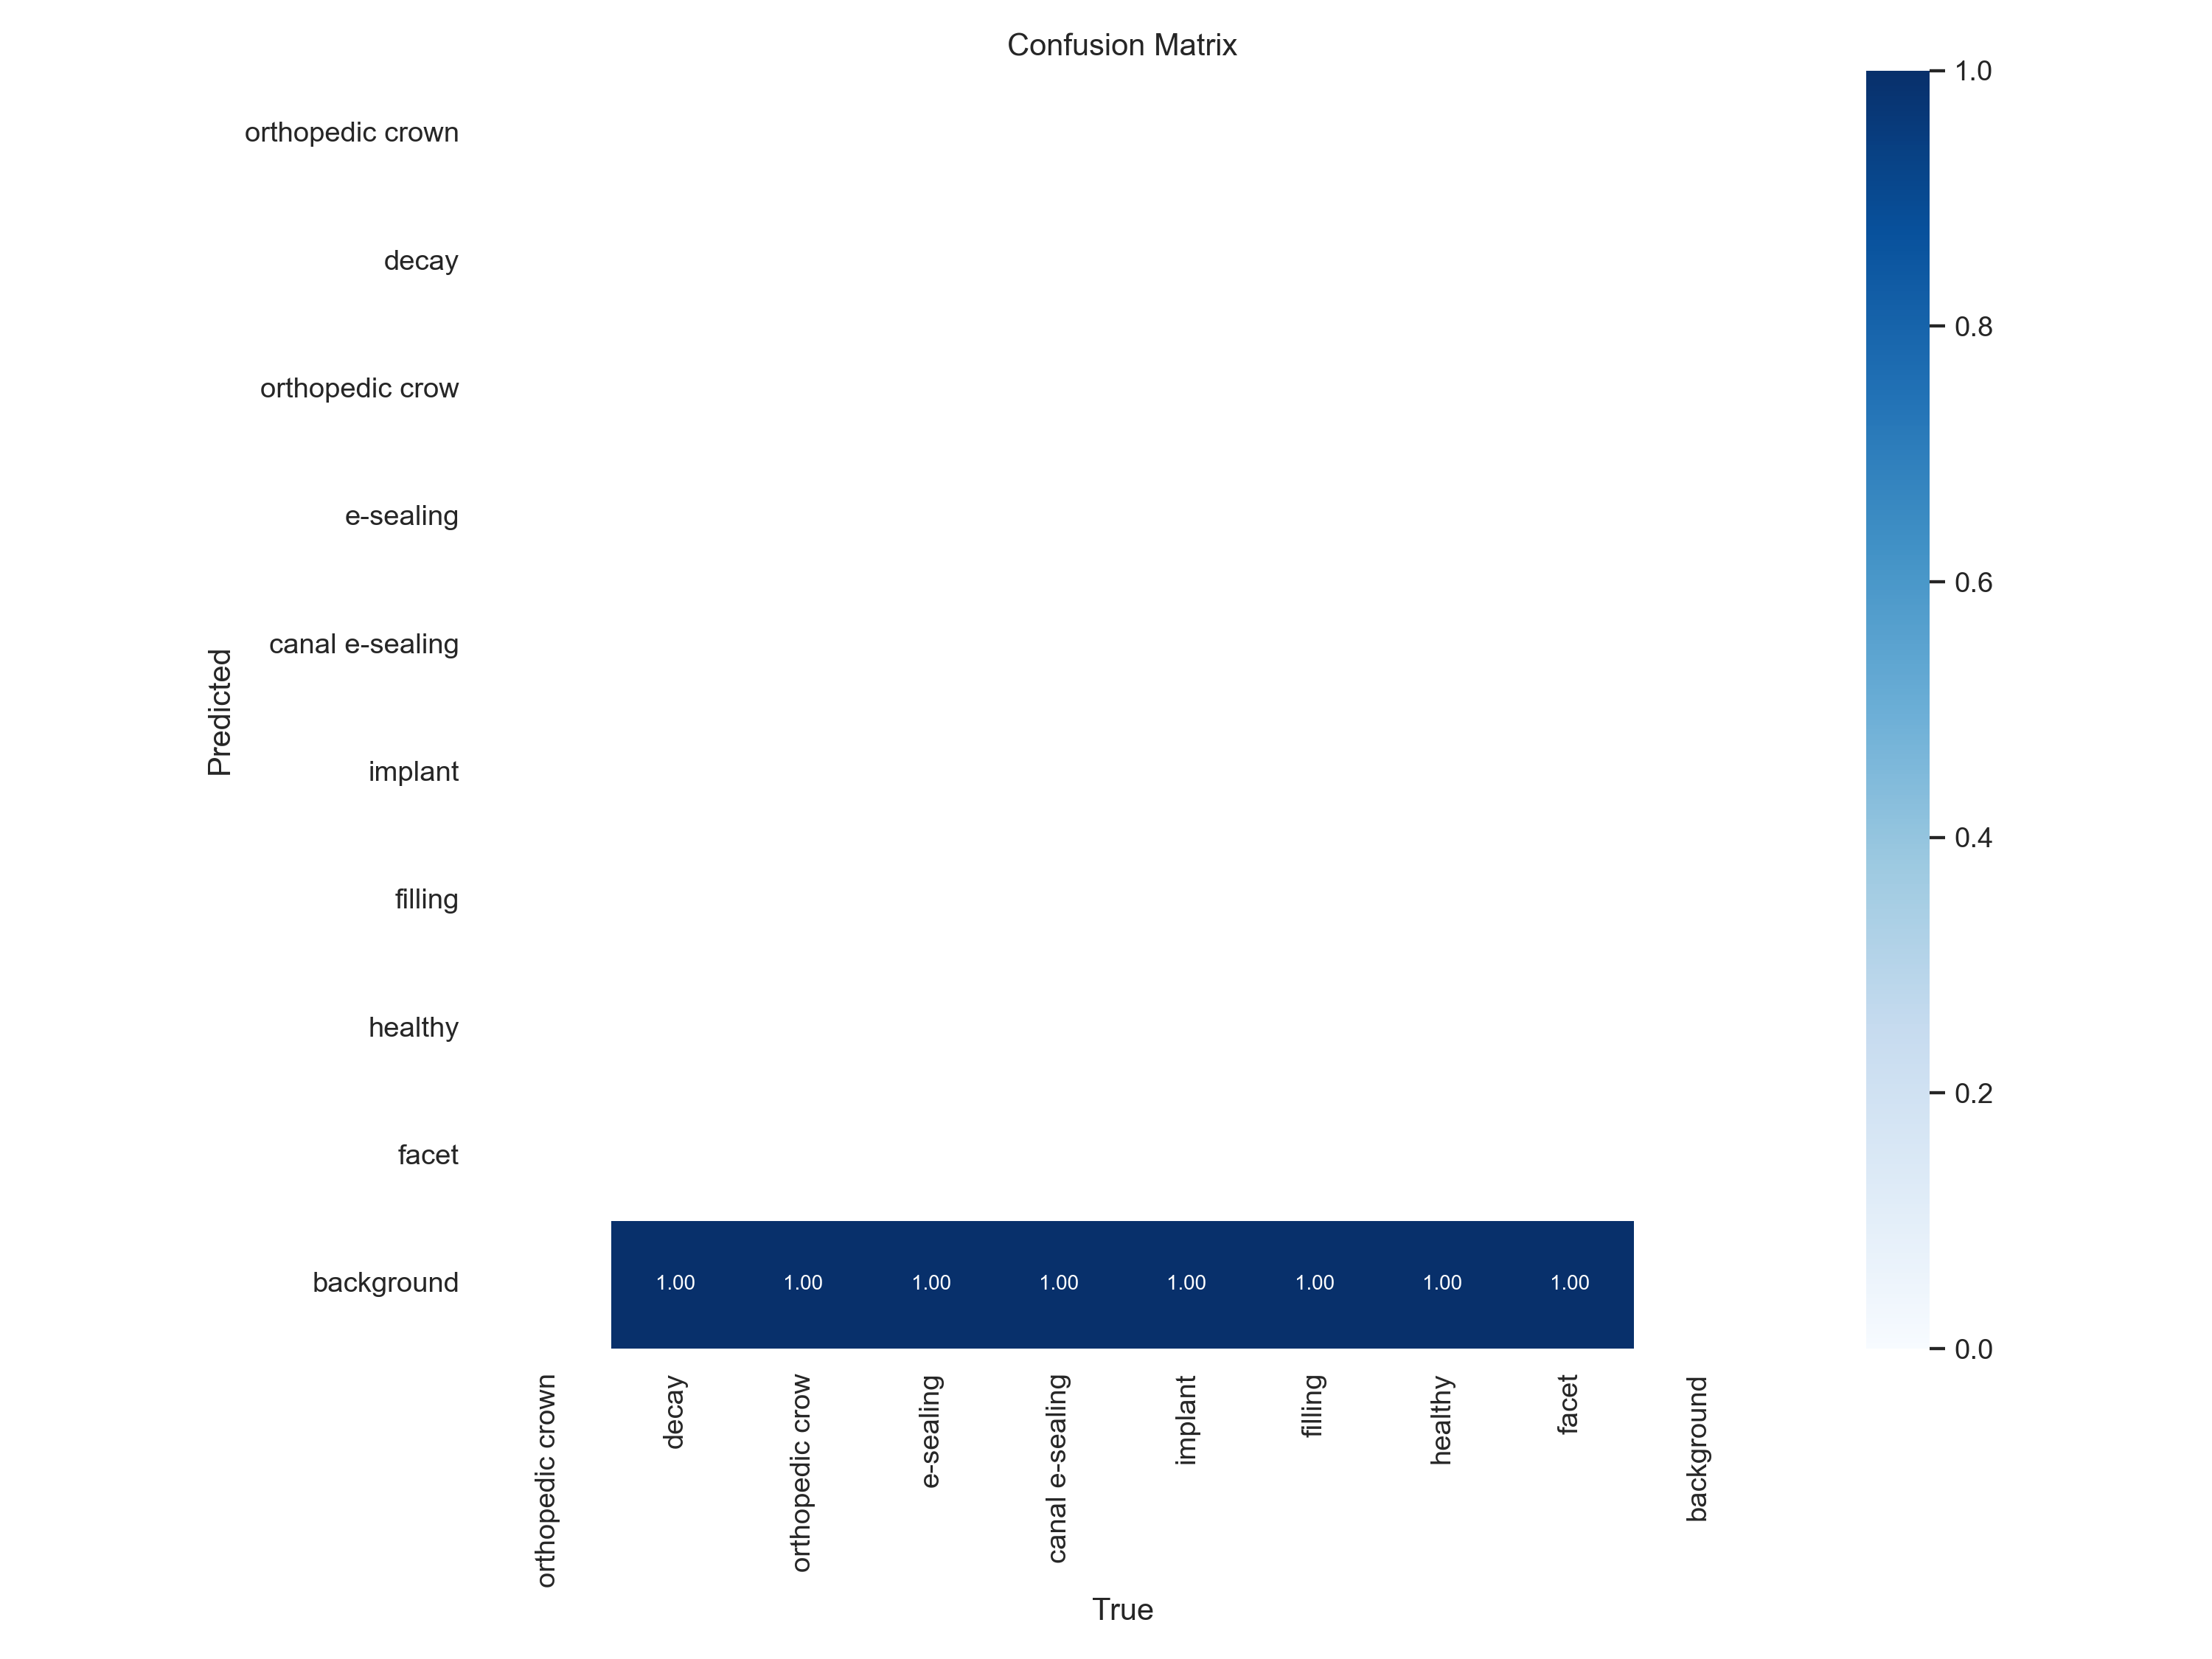 Confusion Matrix
orthopedic crown
decay
orthopedic crow
e-sealing
canal e-sealing
implant
filling
healthy
facet
background
Predicted
1.00 1.00 1.00 1.00 1.00 1.00 1.00 1.00
orthopedic crown
decay
orthopedic crow
e-sealing
canal e-sealing
implant
filling
healthy
facet
background
True
1.0
0.8
0.6
0.4
0.2
0.0